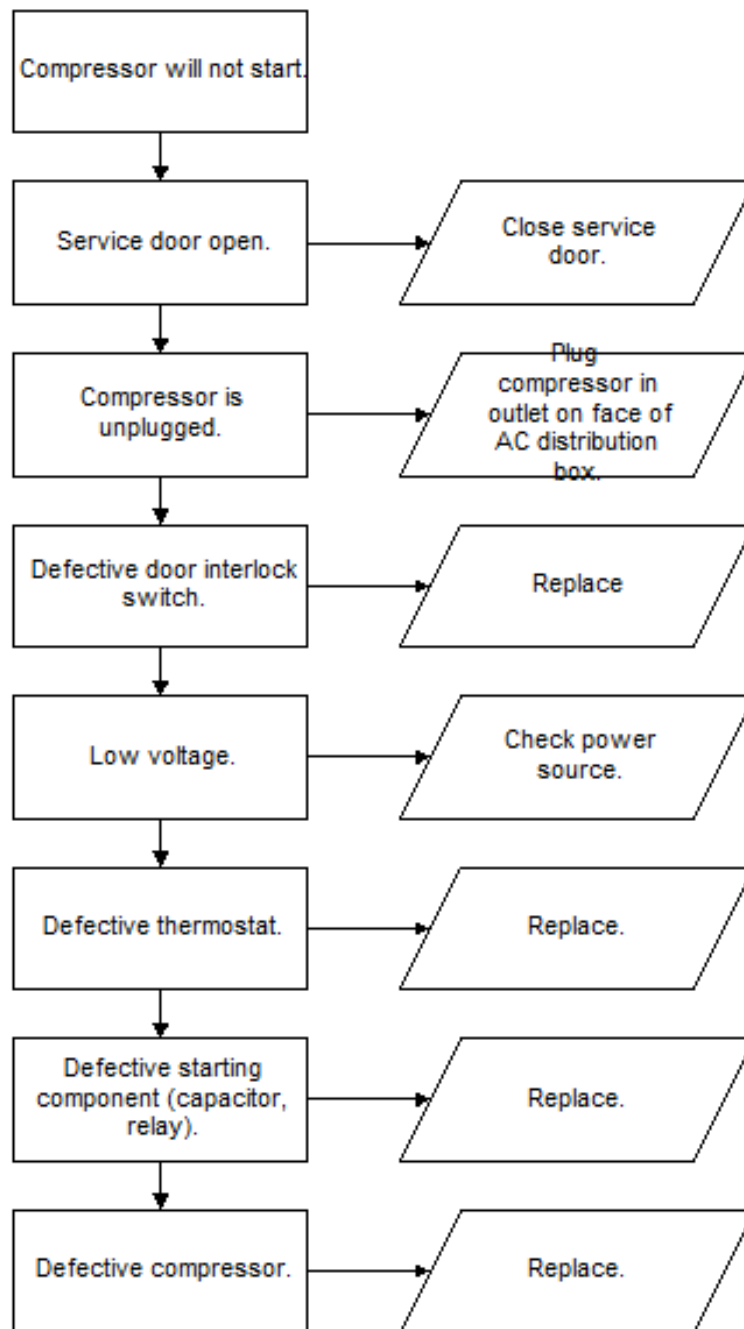 Compressor will not start.
Service door open.
Close service
door.
Compressor is
unplugged.
Plug
compressor in
outlet on face of
AC distribution
box.
Defective door interlock
switch.
Replace
Low voltage.
Check power
source.
Defective thermostat.
Replace.
Defective starting
component (capacitor,
relay).
Replace.
Defective compressor.
Replace.